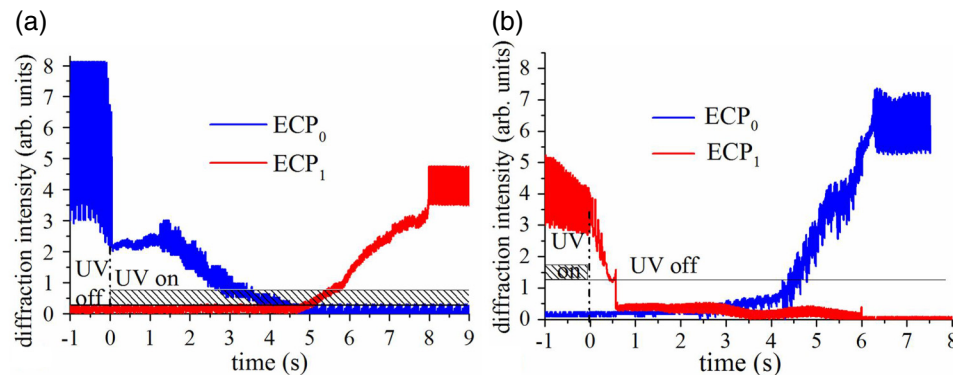 (a)
diffraction intensity (arb. units)
8
7
6
5
4
3
2
1
0
ECP₀
ECP₁
UV
off
UV on
-1 0 1 2 3 4 5 6 7 8 9
time (s)
(b)
diffraction intensity (arb. units)
8
7
6
5
4
3
2
1
0
ECP₀
ECP₁
UV
on
UV off
-1 0 1 2 3 4 5 6 7 8
time (s)